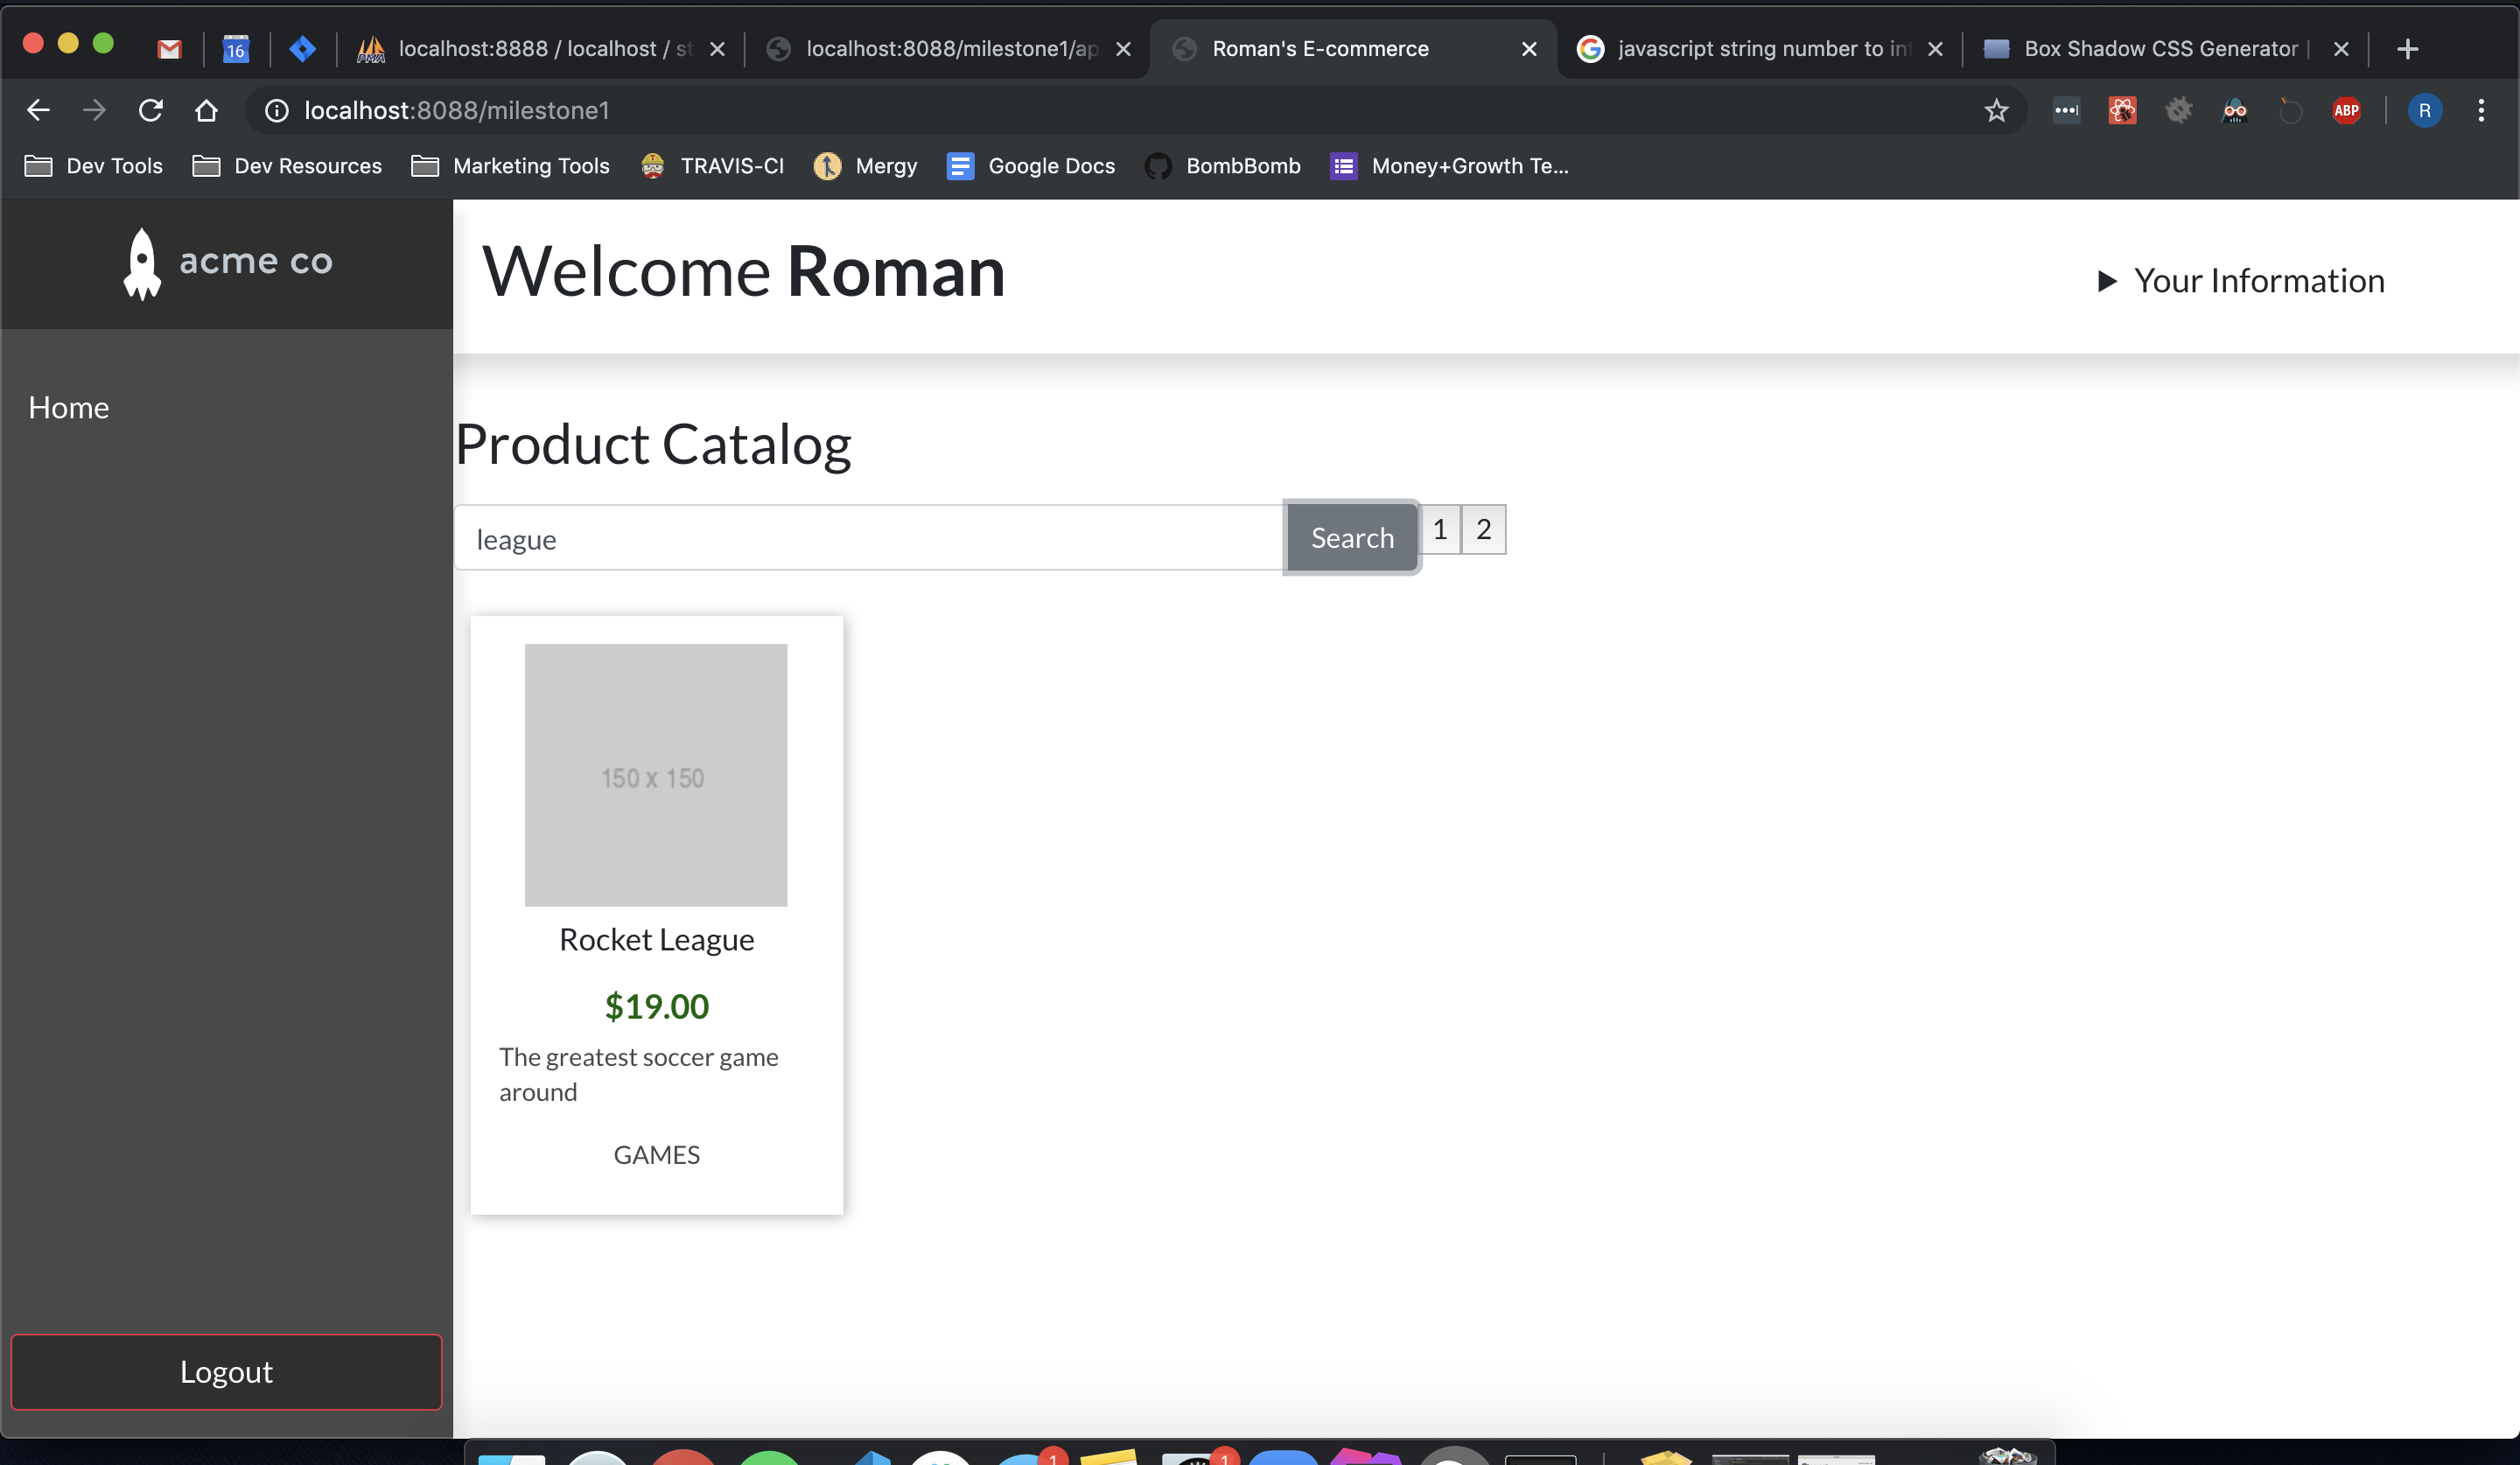 16
localhost:8888 / localhost / st
localhost:8088/milestone1/ap
Roman's E-commerce
javascript string number to int
Box Shadow CSS Generator |
localhost:8088/milestone1
ABP
R
Dev Tools
Dev Resources
Marketing Tools
TRAVIS-CI
Mergy
Google Docs
BombBomb
Money+Growth Te...
acme co
Welcome Roman
Your Information
Home
Product Catalog
league
Search
1
2
150 x 150
Rocket League
$19.00
The greatest soccer game
around
GAMES
Logout
1
1